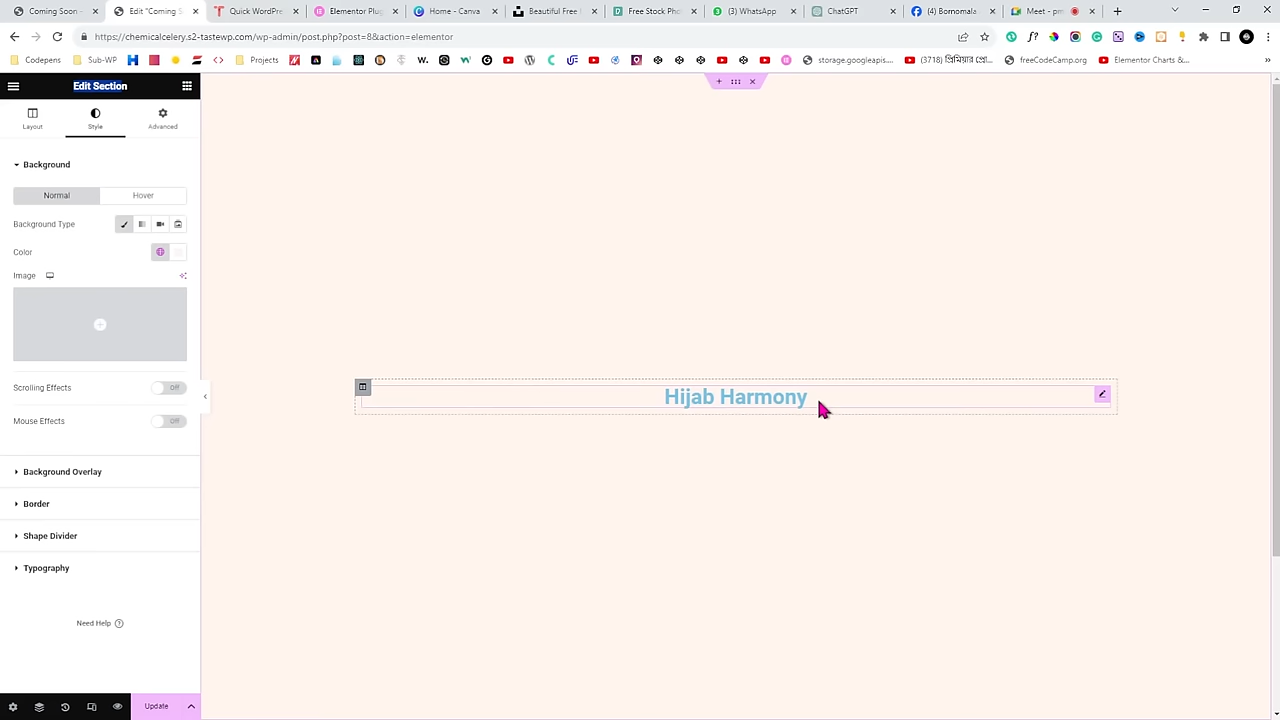 Coming Soon –
Edit "Coming S
Quick WordPre
Elementor Plug
Home - Canva
Beautiful Free
Free Stock Pho
(3) WhatsApp
ChatGPT
(4) Bornomala
Meet - pm
https://chemicalcelery.s2-tastewp.com/wp-admin/post.php?post=8&action=elementor
Codepens
Sub-WP
Projects
storage.googleapis....
(3718) প্রিমিয়াম প্রো...
freeCodeCamp.org
Elementor Charts &...
Edit Section
Layout
Style
Advanced
Background
Normal
Hover
Background Type
Color
Image
Scrolling Effects
Off
Mouse Effects
Off
Background Overlay
Border
Shape Divider
Typography
Need Help
Update
Hijab Harmony